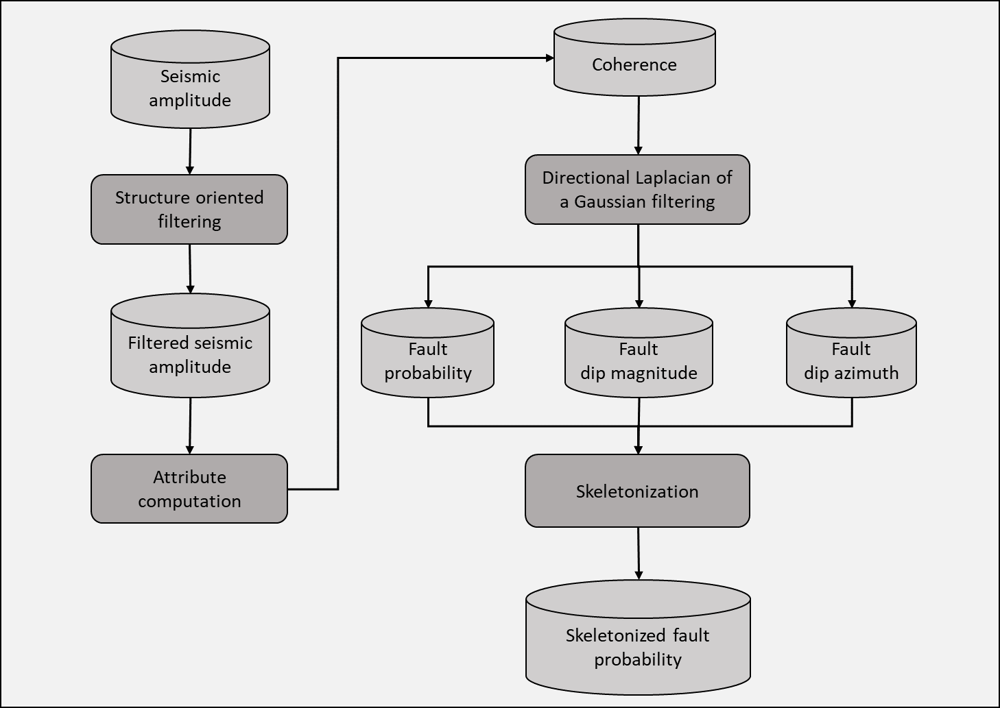 Seismic
amplitude
Structure oriented
filtering
Filtered seismic
amplitude
Attribute
computation
Coherence
Directional Laplacian of
a Gaussian filtering
Fault
probability
Fault
dip magnitude
Fault
dip azimuth
Skeletonization
Skeletonized fault
probability